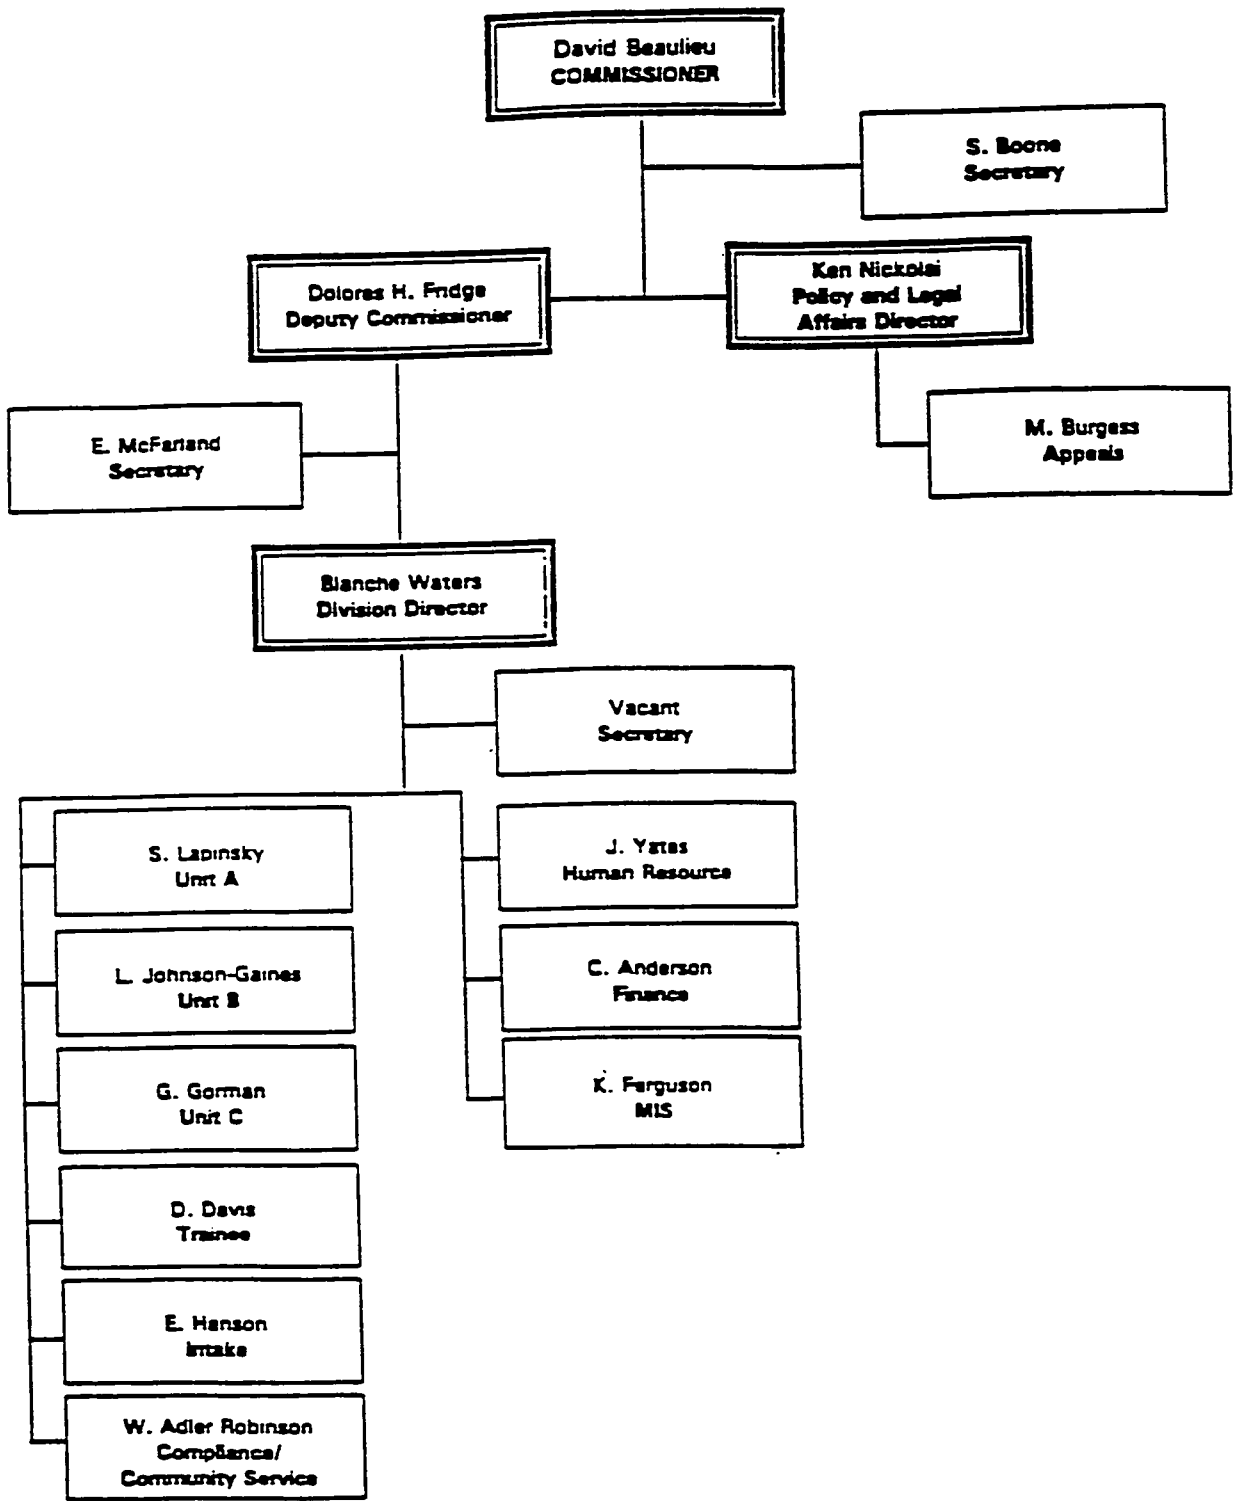 David Beaulieu
COMMISSIONER
S. Boone
Secretary
Dolores H. Fridge
Deputy Commissioner
Ken Nickolai
Policy and Legal
Affairs Director
E. McFarland
Secretary
M. Burgess
Appeals
Blanche Waters
Division Director
Vacant
Secretary
S. Lapinsky
Unit A
J. Yates
Human Resource
L. Johnson-Gaines
Unit B
C. Anderson
Finance
G. Gorman
Unit C
K. Ferguson
MIS
D. Davis
Trainee
E. Hanson
Intake
W. Adler Robinson
Compliance/
Community Service